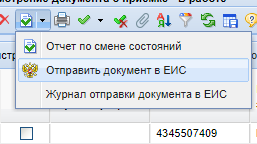 Отчет по смене состояний
Отправить документ в ЕИС
Журнал отправки документа в ЕИС
4345507409